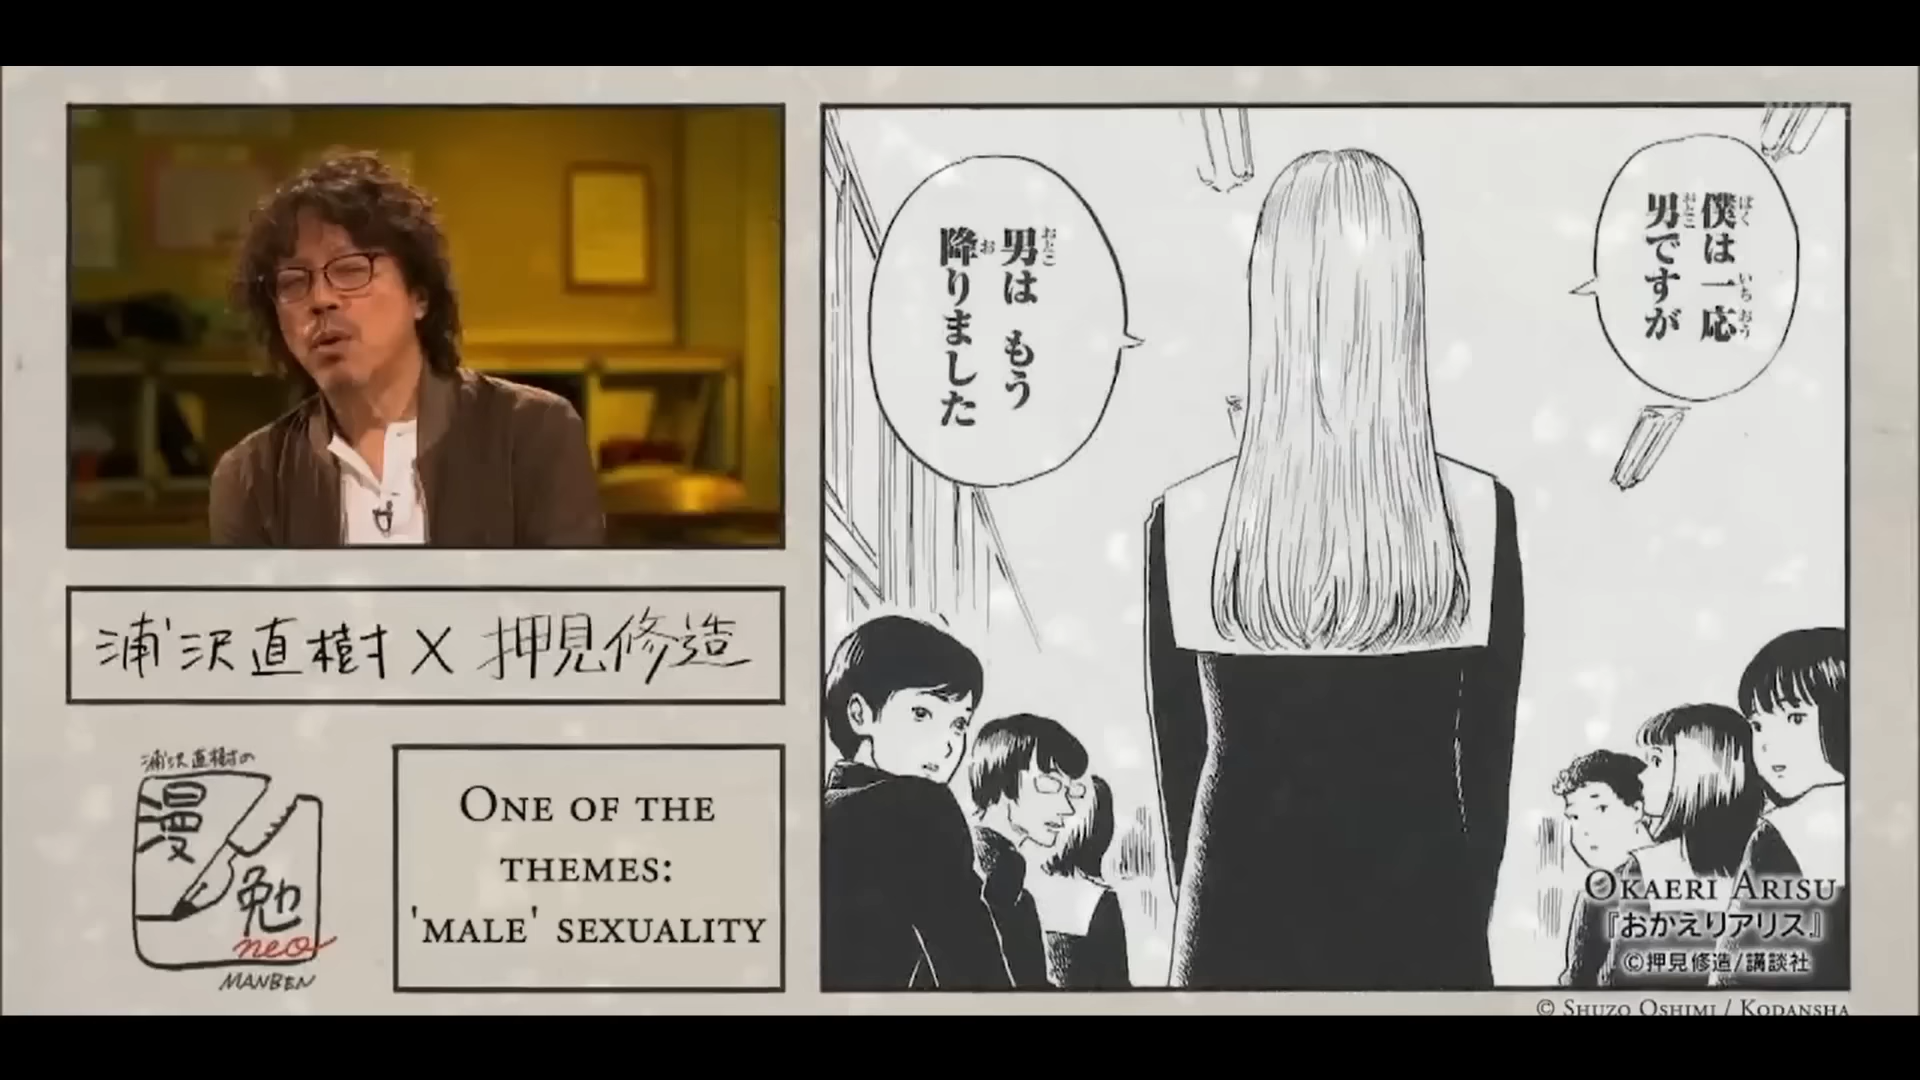 浦沢直樹×押見修造
浦沢直樹の
漫
勉
neo
MANBEN
ONE OF THE
THEMES:
'MALE' SEXUALITY
僕は一応
男ですが
男は もう
降りました
OKAERI ARISU
『おかえりアリス』
©押見修造/講談社
© SHUZO OSHIMI / KODANSHA